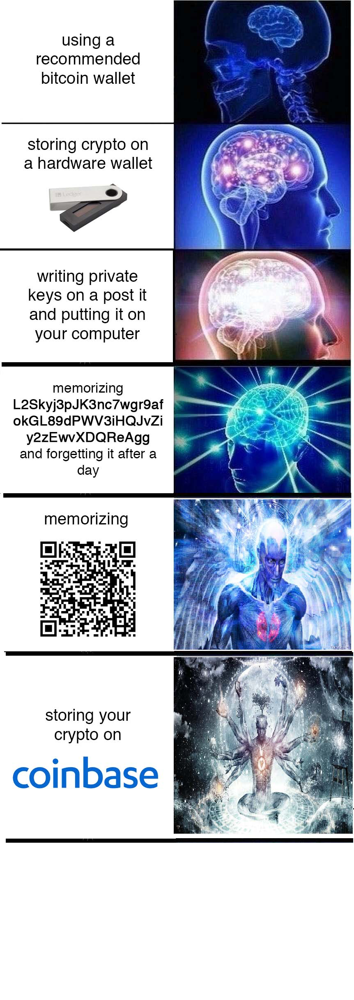 using a
recommended
bitcoin wallet
storing crypto on
a hardware wallet
Ledger
writing private
keys on a post it
and putting it on
your computer
memorizing
L2Skyj3pJK3nc7wgr9af
okGL89dPWV3iHQJvZi
y2zEwvXDQReAgg
and forgetting it after a
day
memorizing
storing your
crypto on
coinbase